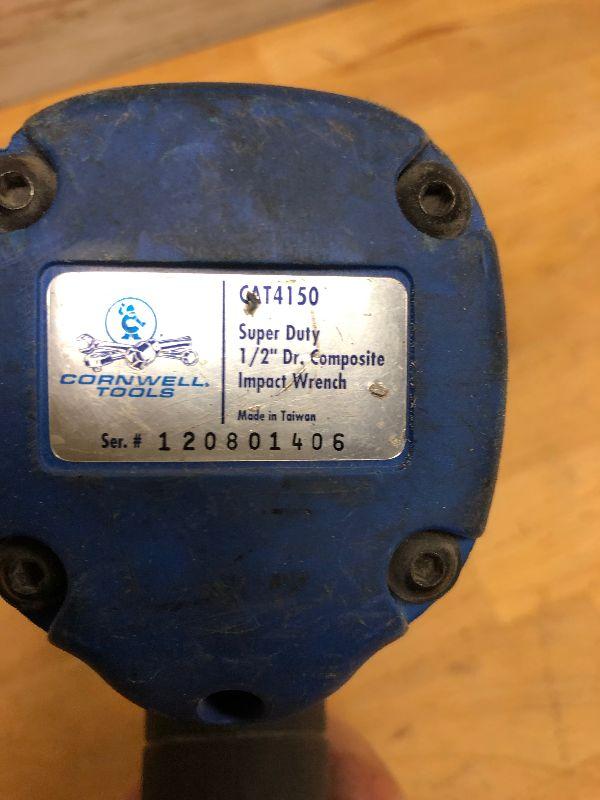 CAT4150
Super Duty
1/2" Dr. Composite
Impact Wrench
Made in Taiwan
CORNWELL.
TOOLS
Ser. # 120801406